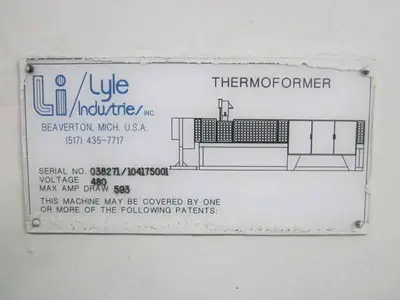 Li/Lyle Industries, INC.
THERMOFORMER
BEAVERTON, MICH. U.S.A.
(517) 435-7717
SERIAL NO. 038271/104175001
VOLTAGE 480
MAX AMP DRAW 593
THIS MACHINE MAY BE COVERED BY ONE
OR MORE OF THE FOLLOWING PATENTS: